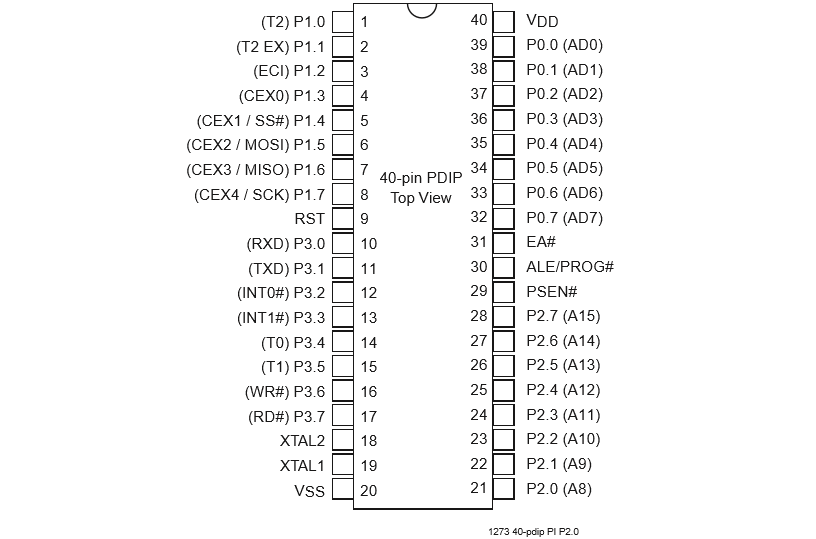 (T2) P1.0 1 40 VDD
(T2 EX) P1.1 2 39 P0.0 (AD0)
(ECI) P1.2 3 38 P0.1 (AD1)
(CEX0) P1.3 4 37 P0.2 (AD2)
(CEX1 / SS#) P1.4 5 36 P0.3 (AD3)
(CEX2 / MOSI) P1.5 6 35 P0.4 (AD4)
(CEX3 / MISO) P1.6 7 34 P0.5 (AD5)
40-pin PDIP
(CEX4 / SCK) P1.7 8 33 P0.6 (AD6)
Top View
RST 9 32 P0.7 (AD7)
(RXD) P3.0 10 31 EA#
(TXD) P3.1 11 30 ALE/PROG#
(INT0#) P3.2 12 29 PSEN#
(INT1#) P3.3 13 28 P2.7 (A15)
(T0) P3.4 14 27 P2.6 (A14)
(T1) P3.5 15 26 P2.5 (A13)
(WR#) P3.6 16 25 P2.4 (A12)
(RD#) P3.7 17 24 P2.3 (A11)
XTAL2 18 23 P2.2 (A10)
XTAL1 19 22 P2.1 (A9)
VSS 20 21 P2.0 (A8)
1273 40-pdip PI P2.0